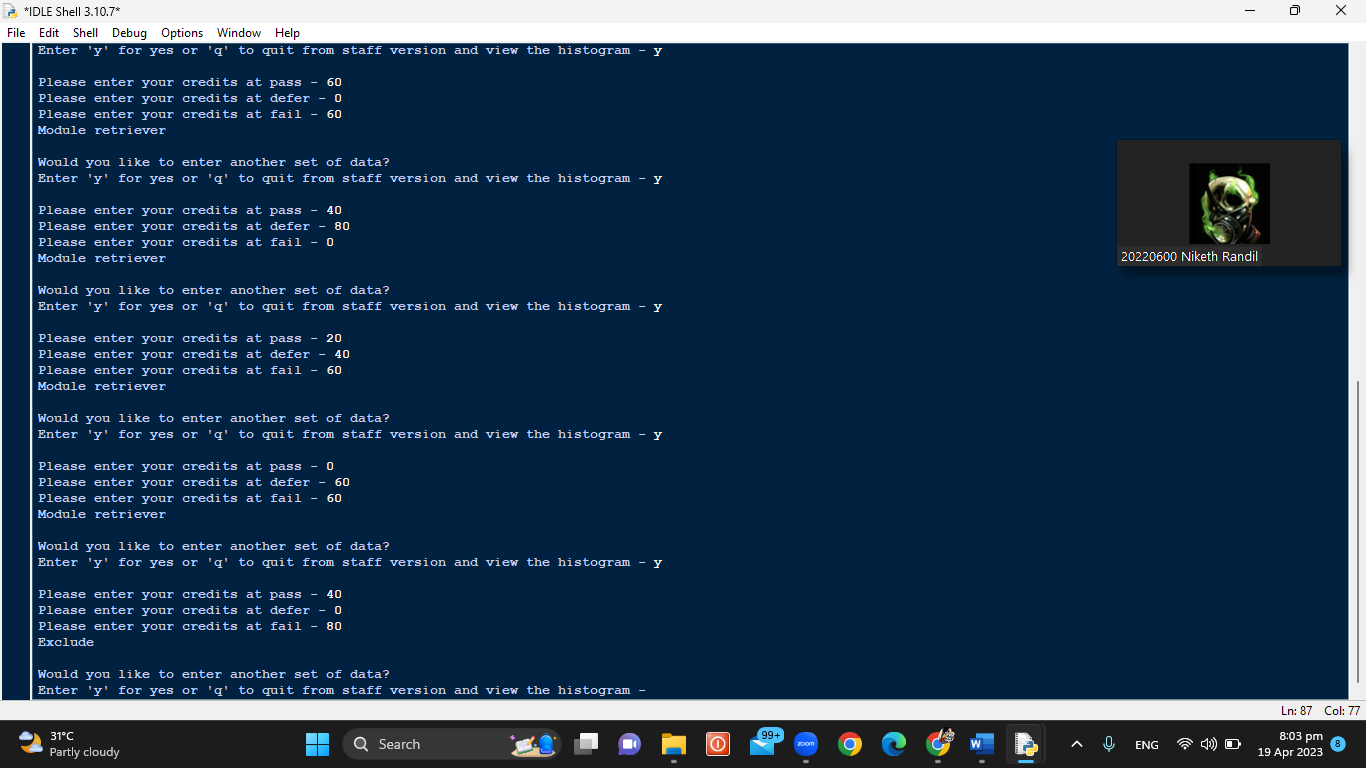 *IDLE Shell 3.10.7*
File Edit Shell Debug Options Window Help
Enter 'y' for yes or 'q' to quit from staff version and view the histogram - y
Please enter your credits at pass - 60
Please enter your credits at defer - 0
Please enter your credits at fail - 60
Module retriever
Would you like to enter another set of data?
Enter 'y' for yes or 'q' to quit from staff version and view the histogram - y
Please enter your credits at pass - 40
Please enter your credits at defer - 80
Please enter your credits at fail - 0
Module retriever
Would you like to enter another set of data?
Enter 'y' for yes or 'q' to quit from staff version and view the histogram - y
Please enter your credits at pass - 20
Please enter your credits at defer - 40
Please enter your credits at fail - 60
Module retriever
Would you like to enter another set of data?
Enter 'y' for yes or 'q' to quit from staff version and view the histogram - y
Please enter your credits at pass - 0
Please enter your credits at defer - 60
Please enter your credits at fail - 60
Module retriever
Would you like to enter another set of data?
Enter 'y' for yes or 'q' to quit from staff version and view the histogram - y
Please enter your credits at pass - 40
Please enter your credits at defer - 0
Please enter your credits at fail - 80
Exclude
Would you like to enter another set of data?
Enter 'y' for yes or 'q' to quit from staff version and view the histogram -
20220600 Niketh Randil
Ln: 87 Col: 77
31°C
Partly cloudy
Search
99+
zoom
ENG
8:03 pm
19 Apr 2023
8